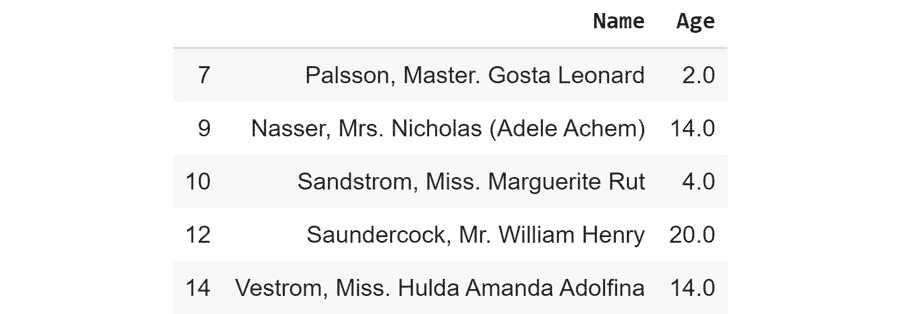 Name Age
7 Palsson, Master. Gosta Leonard 2.0
9 Nasser, Mrs. Nicholas (Adele Achem) 14.0
10 Sandstrom, Miss. Marguerite Rut 4.0
12 Saundercock, Mr. William Henry 20.0
14 Vestrom, Miss. Hulda Amanda Adolfina 14.0